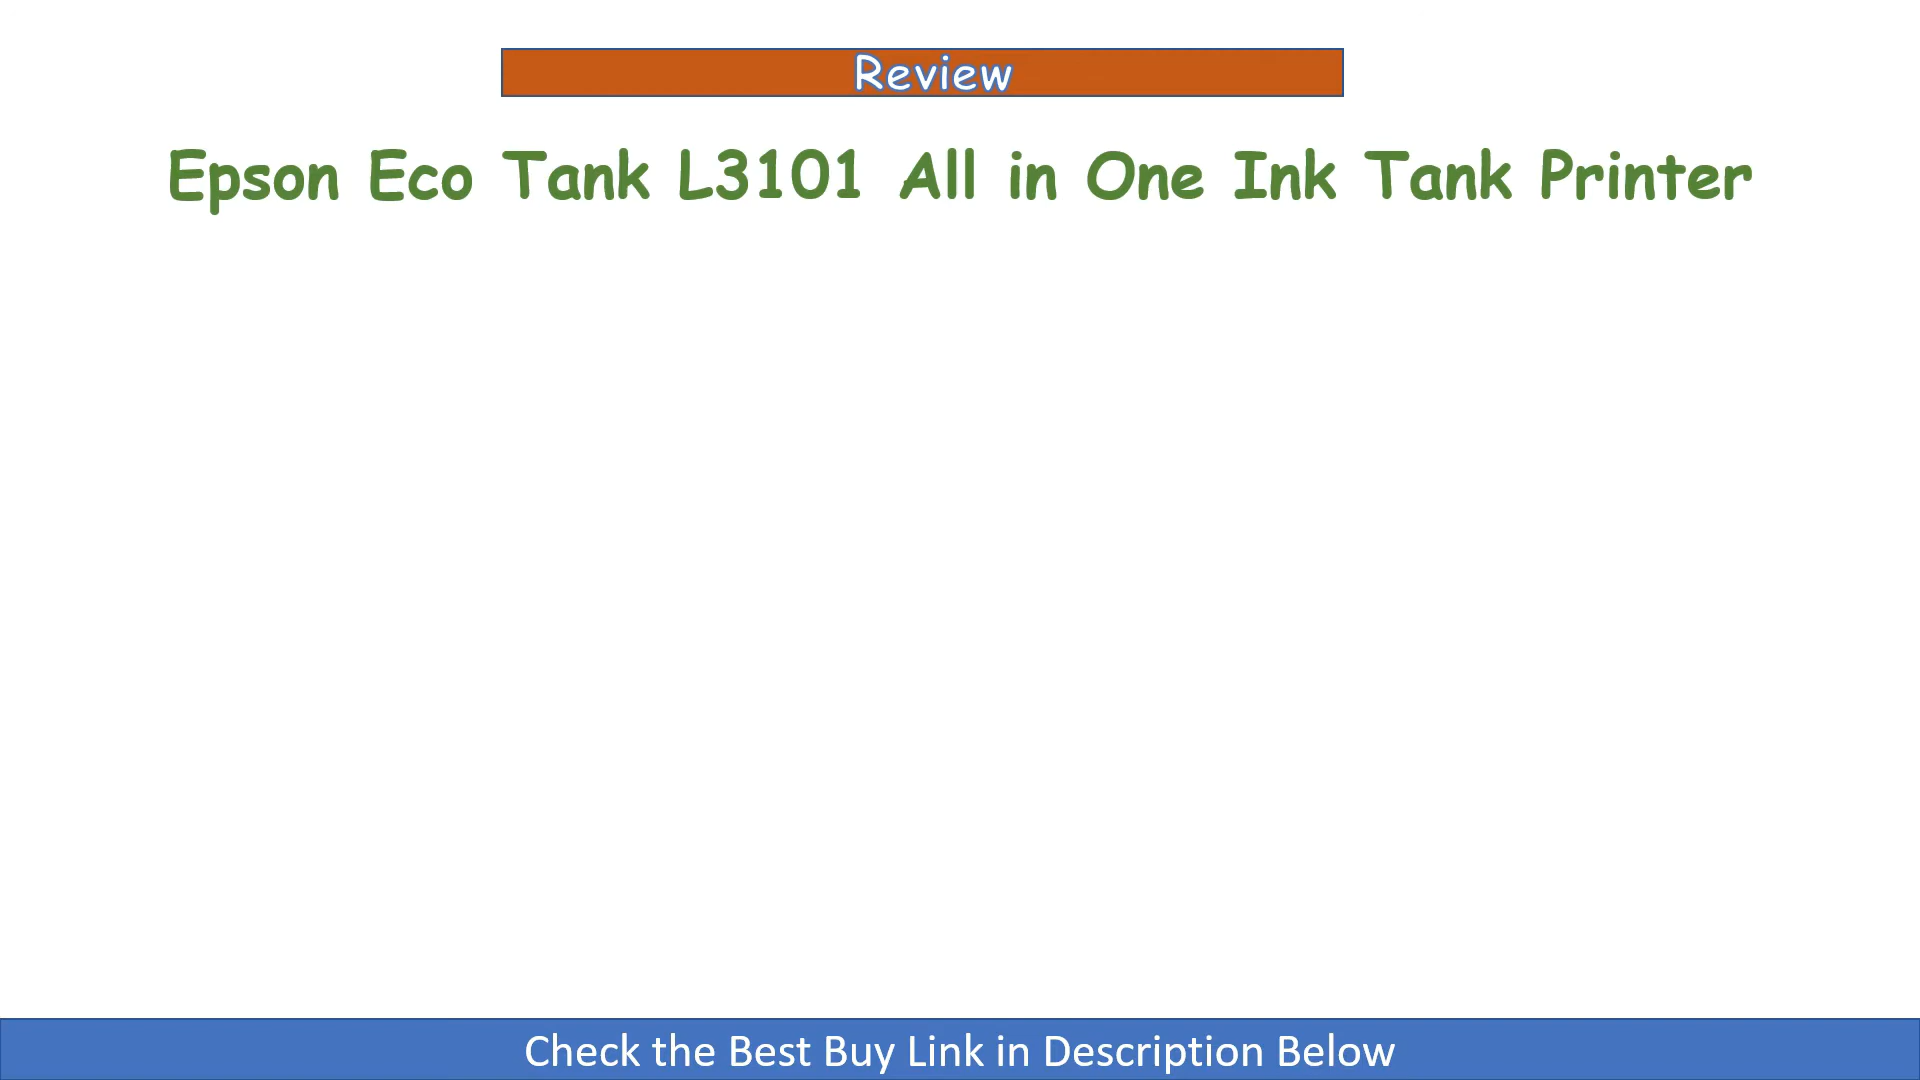 Review
Epson Eco Tank L3101 All in One Ink Tank Printer
Check the Best Buy Link in Description Below